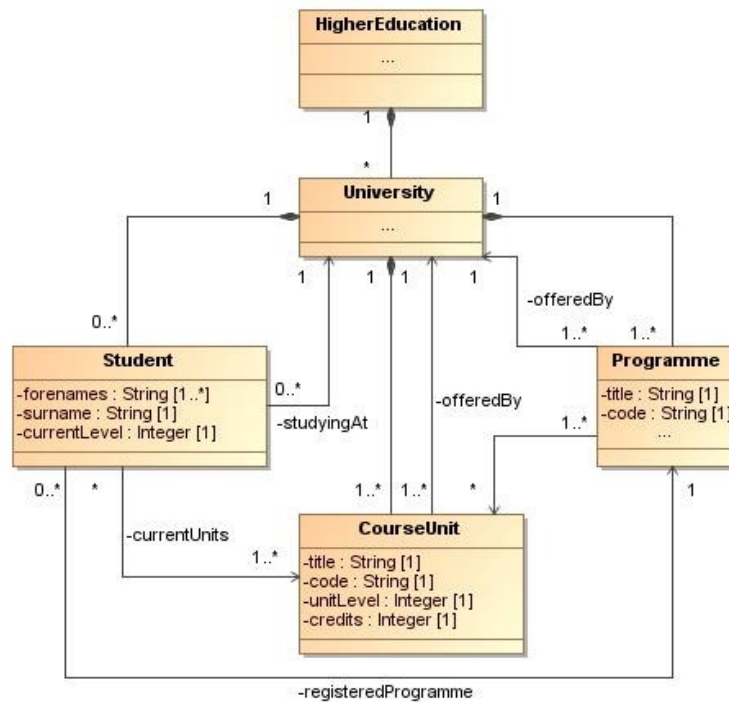 HigherEducation
...
1
*
University
...
1
1
1
1
1
1
-offeredBy
0..*
1..*
1..*
Student
-forenames : String [1..*]
-surname : String [1]
-currentLevel : Integer [1]
0..*
-studyingAt
-offeredBy
Programme
-title : String [1]
-code : String [1]
...
1..*
0..*
*
1..*
1..*
*
1
-currentUnits
1..*
CourseUnit
-title : String [1]
-code : String [1]
-unitLevel : Integer [1]
-credits : Integer [1]
-registeredProgramme